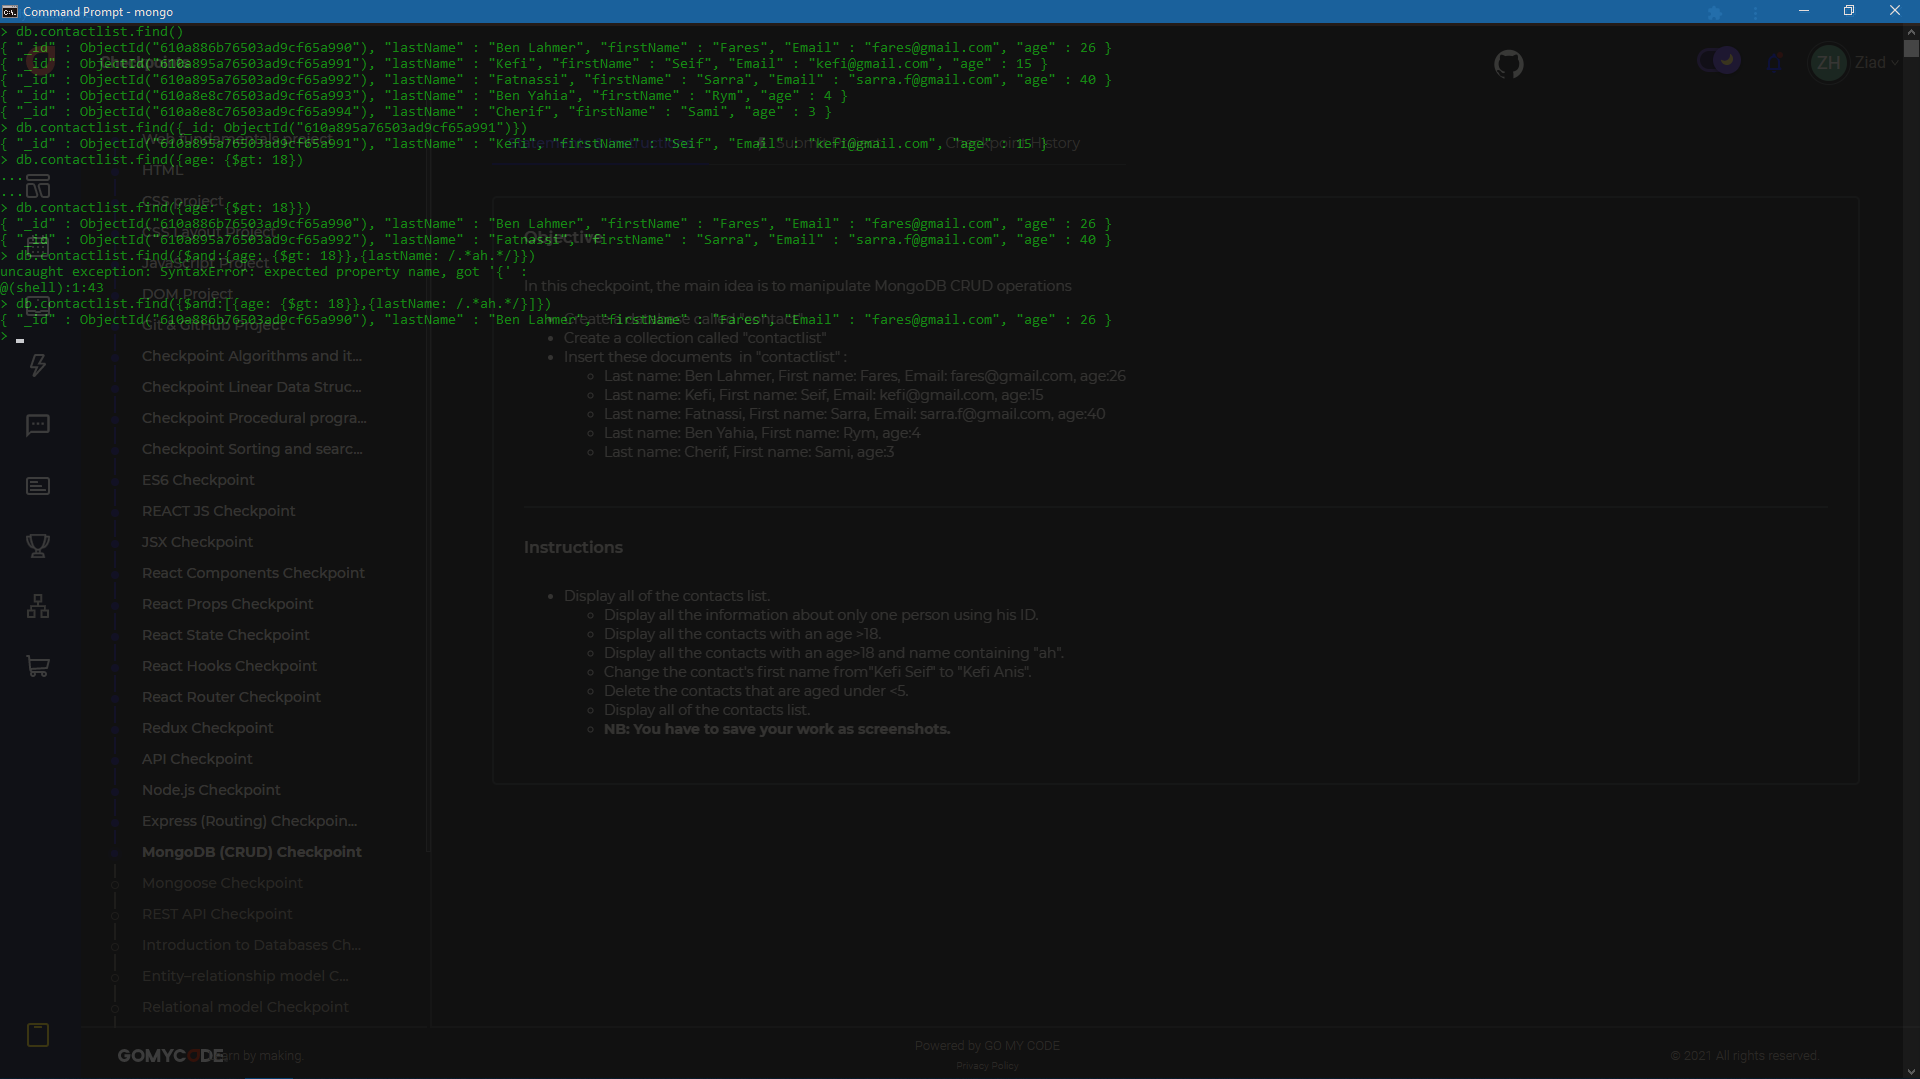 Command Prompt - mongo
> db.contactlist.find()
{ "_id" : ObjectId("610a886b76503ad9cf65a990"), "lastName" : "Ben Lahmer", "firstName" : "Fares", "Email" : "fares@gmail.com", "age" : 26 }
{ "_id" : ObjectId("610a895a76503ad9cf65a991"), "lastName" : "Kefi", "firstName" : "Seif", "Email" : "kefi@gmail.com", "age" : 15 }
{ "_id" : ObjectId("610a895a76503ad9cf65a992"), "lastName" : "Fatnassi", "firstName" : "Sarra", "Email" : "sarra.f@gmail.com", "age" : 40 }
{ "_id" : ObjectId("610a8e8c76503ad9cf65a993"), "lastName" : "Ben Yahia", "firstName" : "Rym", "age" : 4 }
{ "_id" : ObjectId("610a8e8c76503ad9cf65a994"), "lastName" : "Cherif", "firstName" : "Sami", "age" : 3 }
> db.contactlist.find({_id: ObjectId("610a895a76503ad9cf65a991")})
{ "_id" : ObjectId("610a895a76503ad9cf65a991"), "lastName" : "Kefi", "firstName" : "Seif", "Email" : "kefi@gmail.com", "age" : 15 }
> db.contactlist.find({age: {$gt: 18})
...
...
> db.contactlist.find({age: {$gt: 18}})
{ "_id" : ObjectId("610a886b76503ad9cf65a990"), "lastName" : "Ben Lahmer", "firstName" : "Fares", "Email" : "fares@gmail.com", "age" : 26 }
{ "_id" : ObjectId("610a895a76503ad9cf65a992"), "lastName" : "Fatnassi", "firstName" : "Sarra", "Email" : "sarra.f@gmail.com", "age" : 40 }
> db.contactlist.find({$and:{age: {$gt: 18}},{lastname: /.*ah.*/}})
uncaught exception: SyntaxError: expected property name, got '{' :
@(shell):1:43
> db.contactlist.find({$and:[{age: {$gt: 18}},{lastName: /.*ah.*/}]})
{ "_id" : ObjectId("610a886b76503ad9cf65a990"), "lastName" : "Ben Lahmer", "firstName" : "Fares", "Email" : "fares@gmail.com", "age" : 26 }
>
ZH Ziad
Checkpoints
Web fundamentals project
HTML
CSS project
CSS Layout Project
JavaScript Project
DOM Project
Git & GitHub Project
Checkpoint Algorithms and it...
Checkpoint Linear Data Struc...
Checkpoint Procedural progra...
Checkpoint Sorting and searc...
ES6 Checkpoint
REACT JS Checkpoint
JSX Checkpoint
React Components Checkpoint
React Props Checkpoint
React State Checkpoint
React Hooks Checkpoint
React Router Checkpoint
Redux Checkpoint
API Checkpoint
Node.js Checkpoint
Express (Routing) Checkpoin...
MongoDB (CRUD) Checkpoint
Mongoose Checkpoint
REST API Checkpoint
Introduction to Databases Ch...
Entity–relationship model C...
Relational model Checkpoint
Checkpoint History
Objective
In this checkpoint, the main idea is to manipulate MongoDB CRUD operations
Create a database called "contact"
Create a collection called "contactlist"
Insert these documents in "contactlist" :
Last name: Ben Lahmer, First name: Fares, Email: fares@gmail.com, age:26
Last name: Kefi, First name: Seif, Email: kefi@gmail.com, age:15
Last name: Fatnassi, First name: Sarra, Email: sarra.f@gmail.com, age:40
Last name: Ben Yahia, First name: Rym, age:4
Last name: Cherif, First name: Sami, age:3
Instructions
Display all of the contacts list.
Display all the information about only one person using his ID.
Display all the contacts with an age >18.
Display all the contacts with an age>18 and name containing "ah".
Change the contact's first name from"Kefi Seif" to "Kefi Anis".
Delete the contacts that are aged under <5.
Display all of the contacts list.
NB: You have to save your work as screenshots.
GOMYCODE by making.
Powered by GO MY CODE
Privacy Policy
© 2021 All rights reserved.